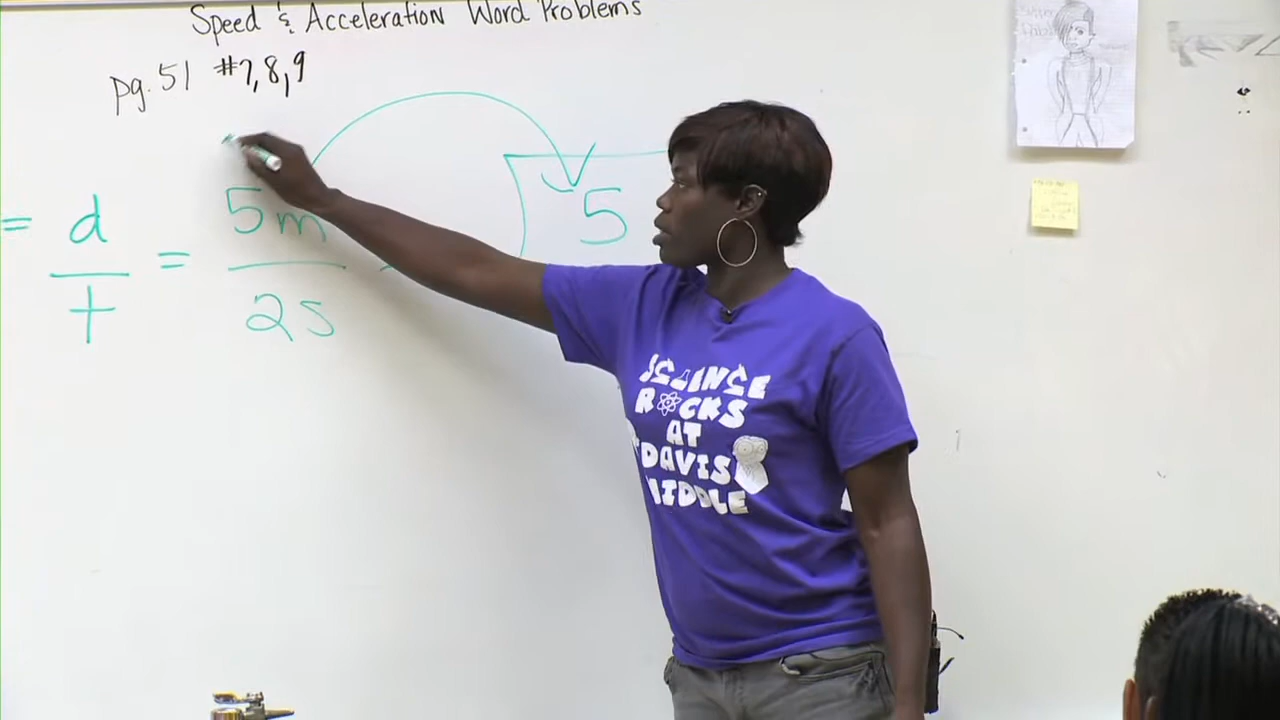 Speed & Acceleration Word Problems
pg. 51 #7,8,9
= d/t = 5m/2s
5
SCIENCE
ROCKS
AT
DAVIS
MIDDLE